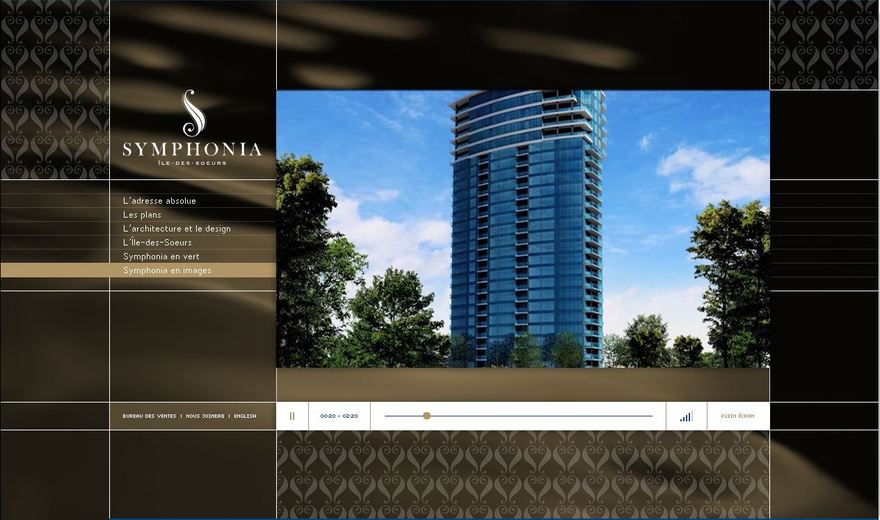 SYMPHONIA
ÎLE-DES-SOEURS
L'adresse absolue
Les plans
L'architecture et le design
L'Île-des-Soeurs
Symphonia en vert
Symphonia en images
BUREAU DES VENTES | NOUS JOINDRE | ENGLISH
00:20 - 02:20
PLEIN ÉCRAN